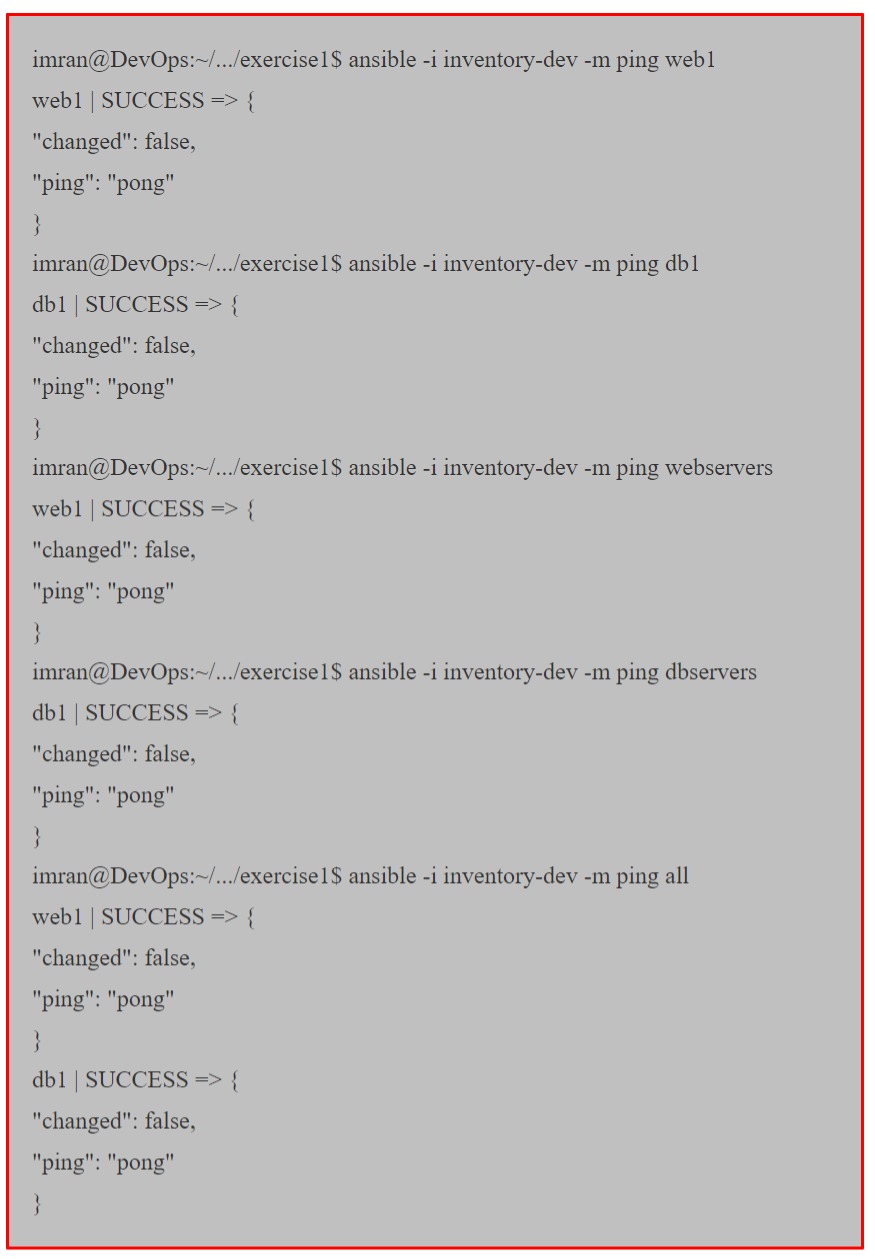 imran@DevOps:~/.../exercise1$ ansible -i inventory-dev -m ping web1
web1 | SUCCESS => {
"changed": false,
"ping": "pong"
}
imran@DevOps:~/.../exercise1$ ansible -i inventory-dev -m ping db1
db1 | SUCCESS => {
"changed": false,
"ping": "pong"
}
imran@DevOps:~/.../exercise1$ ansible -i inventory-dev -m ping webservers
web1 | SUCCESS => {
"changed": false,
"ping": "pong"
}
imran@DevOps:~/.../exercise1$ ansible -i inventory-dev -m ping dbservers
db1 | SUCCESS => {
"changed": false,
"ping": "pong"
}
imran@DevOps:~/.../exercise1$ ansible -i inventory-dev -m ping all
web1 | SUCCESS => {
"changed": false,
"ping": "pong"
}
db1 | SUCCESS => {
"changed": false,
"ping": "pong"
}